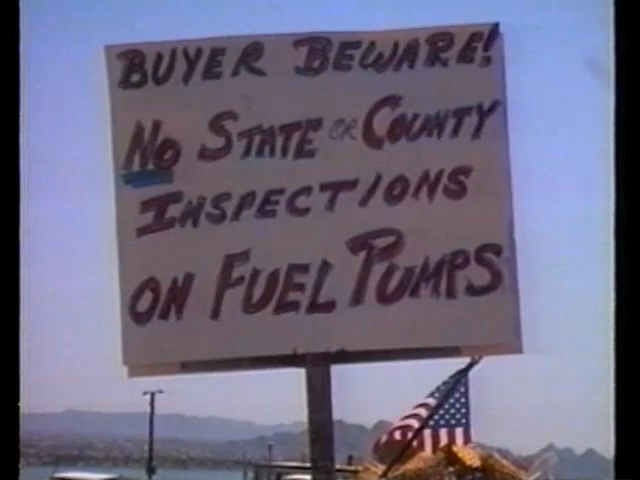 BUYER BEWARE!
NO STATE OR COUNTY
INSPECTIONS
ON FUEL PUMPS